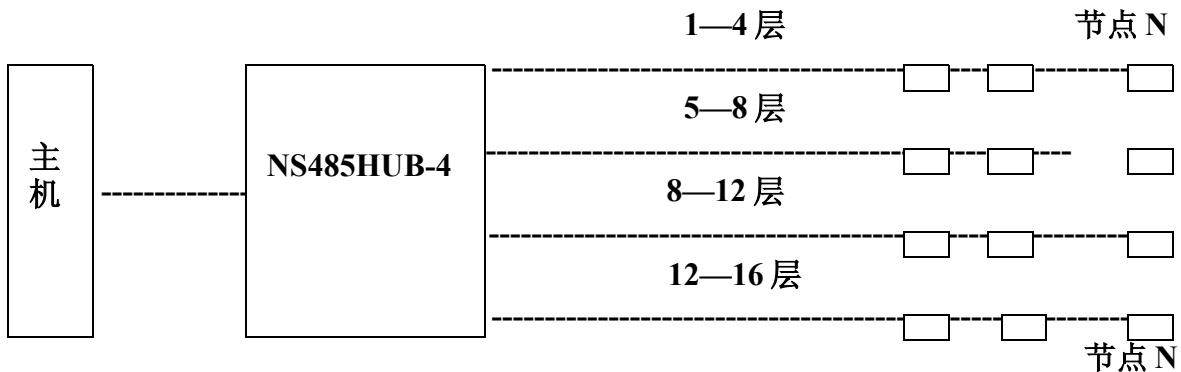 1—4 层
节点 N
5—8 层
主机
NS485HUB-4
8—12 层
12—16 层
节点 N